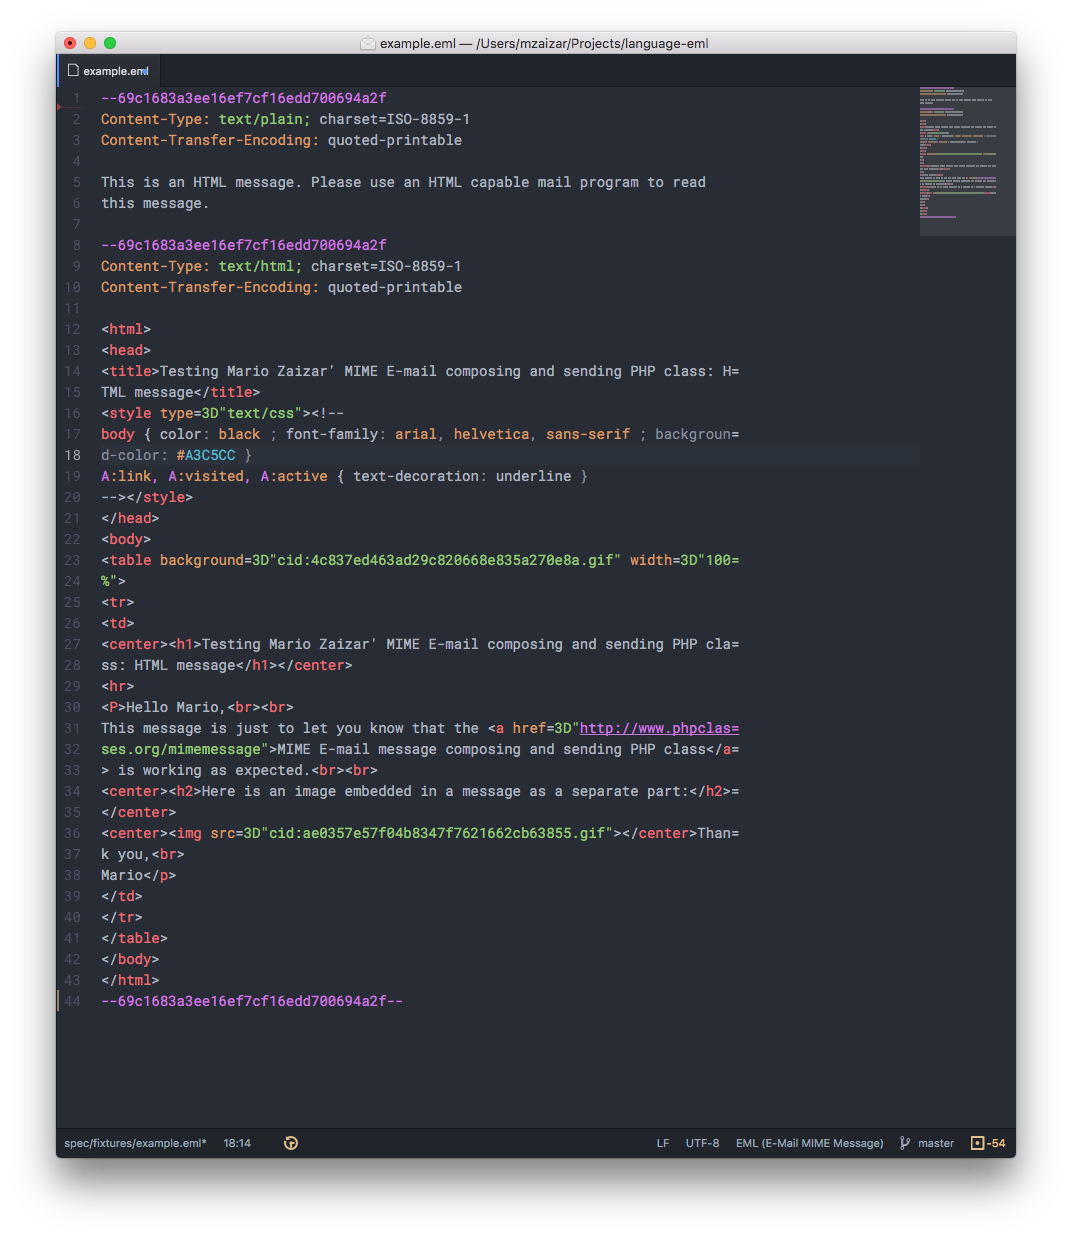 example.eml — /Users/mzaizar/Projects/language-eml
example.eml
1 --69c1683a3ee16ef7cf16edd700694a2f
2 Content-Type: text/plain; charset=ISO-8859-1
3 Content-Transfer-Encoding: quoted-printable
4
5 This is an HTML message. Please use an HTML capable mail program to read
6 this message.
7
8 --69c1683a3ee16ef7cf16edd700694a2f
9 Content-Type: text/html; charset=ISO-8859-1
10 Content-Transfer-Encoding: quoted-printable
11
12 <html>
13 <head>
14 <title>Testing Mario Zaizar' MIME E-mail composing and sending PHP class: H=
15 TML message</title>
16 <style type=3D"text/css"><!--
17 body { color: black ; font-family: arial, helvetica, sans-serif ; backgroun=
18 d-color: #A3C5CC }
19 A:link, A:visited, A:active { text-decoration: underline }
20 --></style>
21 </head>
22 <body>
23 <table background=3D"cid:4c837ed463ad29c820668e835a270e8a.gif" width=3D"100=
24 %">
25 <tr>
26 <td>
27 <center><h1>Testing Mario Zaizar' MIME E-mail composing and sending PHP cla=
28 ss: HTML message</h1></center>
29 <hr>
30 <P>Hello Mario,<br><br>
31 This message is just to let you know that the <a href=3D"http://www.phpclas=
32 ses.org/mimemessage">MIME E-mail message composing and sending PHP class</a=
33 > is working as expected.<br><br>
34 <center><h2>Here is an image embedded in a message as a separate part:</h2>=
35 </center>
36 <center><img src=3D"cid:ae0357e57f04b8347f7621662cb63855.gif"></center>Than=
37 k you,<br>
38 Mario</p>
39 </td>
40 </tr>
41 </table>
42 </body>
43 </html>
44 --69c1683a3ee16ef7cf16edd700694a2f--
spec/fixtures/example.eml* 18:14 LF UTF-8 EML (E-Mail MIME Message) master -54